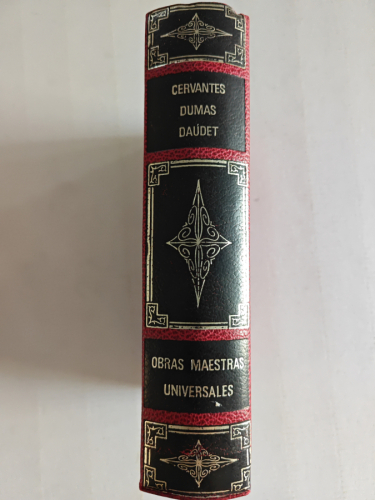 CERVANTES
DUMAS
DAUDET
OBRAS MAESTRAS
UNIVERSALES